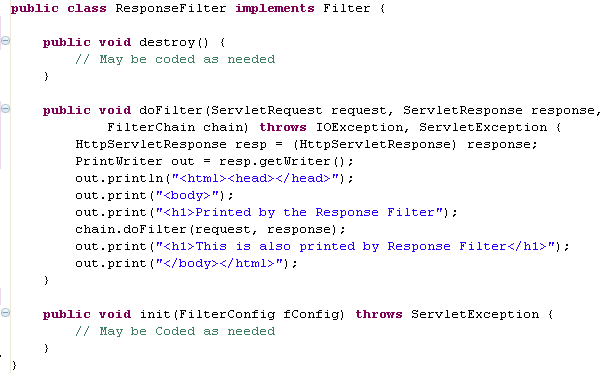 public class ResponseFilter implements Filter {
public void destroy() {
// May be coded as needed
}
public void doFilter(ServletRequest request, ServletResponse response,
FilterChain chain) throws IOException, ServletException {
HttpServletResponse resp = (HttpServletResponse) response;
PrintWriter out = resp.getWriter();
out.println("<html><head></head>");
out.print("<body>");
out.print("<h1>Printed by the Response Filter");
chain.doFilter(request, response);
out.print("<h1>This is also printed by Response Filter</h1>");
out.print("</body></html>");
}
public void init(FilterConfig fConfig) throws ServletException {
// May be Coded as needed
}
}